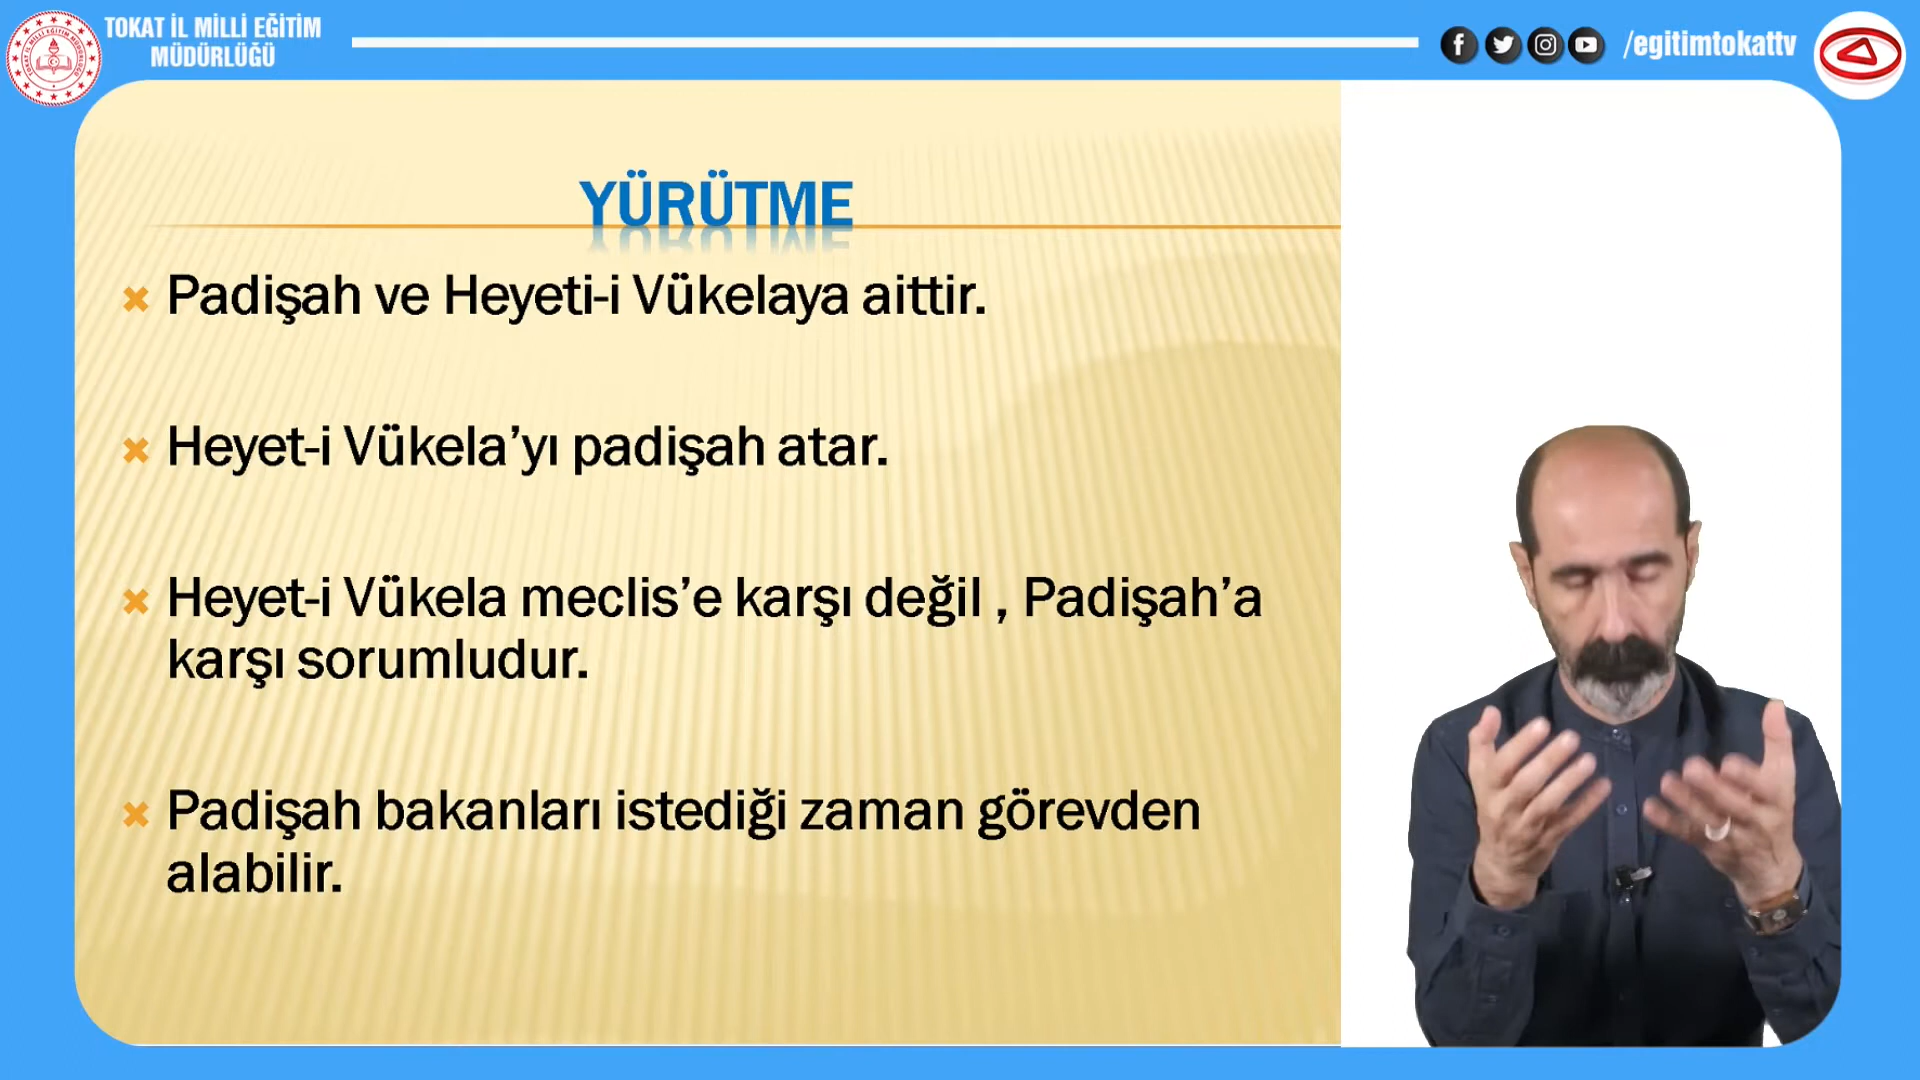 TOKAT İL MİLLİ EĞİTİM
MÜDÜRLÜĞÜ
/egitimtokattv
YÜRÜTME
Padişah ve Heyeti-i Vükelaya aittir.
Heyet-i Vükela’yı padişah atar.
Heyet-i Vükela meclis’e karşı değil , Padişah’a
karşı sorumludur.
Padişah bakanları istediği zaman görevden
alabilir.